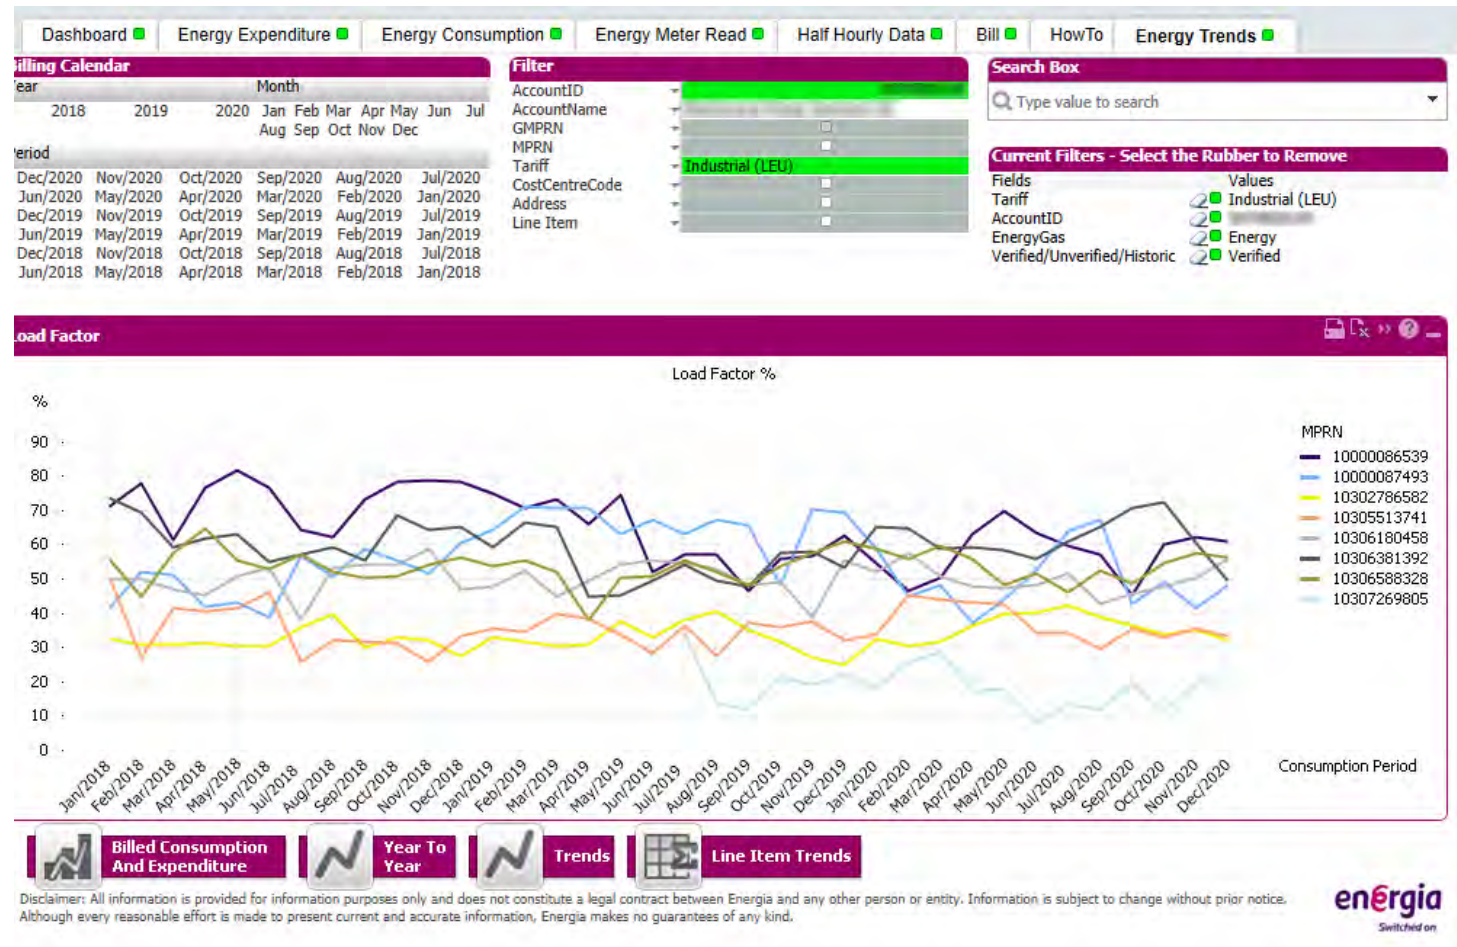 Dashboard
Energy Expenditure
Energy Consumption
Energy Meter Read
Half Hourly Data
Bill
HowTo
Energy Trends
Billing Calendar
Year
Month
2018 2019 2020 Jan Feb Mar Apr May Jun Jul
Aug Sep Oct Nov Dec
Period
Dec/2020 Nov/2020 Oct/2020 Sep/2020 Aug/2020 Jul/2020
Jun/2020 May/2020 Apr/2020 Mar/2020 Feb/2020 Jan/2020
Dec/2019 Nov/2019 Oct/2019 Sep/2019 Aug/2019 Jul/2019
Jun/2019 May/2019 Apr/2019 Mar/2019 Feb/2019 Jan/2019
Dec/2018 Nov/2018 Oct/2018 Sep/2018 Aug/2018 Jul/2018
Jun/2018 May/2018 Apr/2018 Mar/2018 Feb/2018 Jan/2018
Filter
AccountID
AccountName
GMPRN
MPRN
Tariff Industrial (LEU)
CostCentreCode
Address
Line Item
Search Box
Type value to search
Current Filters - Select the Rubber to Remove
Fields Values
Tariff Industrial (LEU)
AccountID
EnergyGas Energy
Verified/Unverified/Historic Verified
Load Factor
Load Factor %
%
90
80
70
60
50
40
30
20
10
0
Jan/2018 Feb/2018 Mar/2018 Apr/2018 May/2018 Jun/2018 Jul/2018 Aug/2018 Sep/2018 Oct/2018 Nov/2018 Dec/2018 Jan/2019 Feb/2019 Mar/2019 Apr/2019 May/2019 Jun/2019 Jul/2019 Aug/2019 Sep/2019 Oct/2019 Nov/2019 Dec/2019 Jan/2020 Feb/2020 Mar/2020 Apr/2020 May/2020 Jun/2020 Jul/2020 Aug/2020 Sep/2020 Oct/2020 Nov/2020 Dec/2020
Consumption Period
MPRN
10000086539
10000087493
10302786582
10305513741
10306180458
10306381392
10306588328
10307269805
Billed Consumption
And Expenditure
Year To
Year
Trends
Line Item Trends
Disclaimer: All information is provided for information purposes only and does not constitute a legal contract between Energia and any other person or entity. Information is subject to change without prior notice.
Although every reasonable effort is made to present current and accurate information, Energia makes no guarantees of any kind.
energia
Switched on